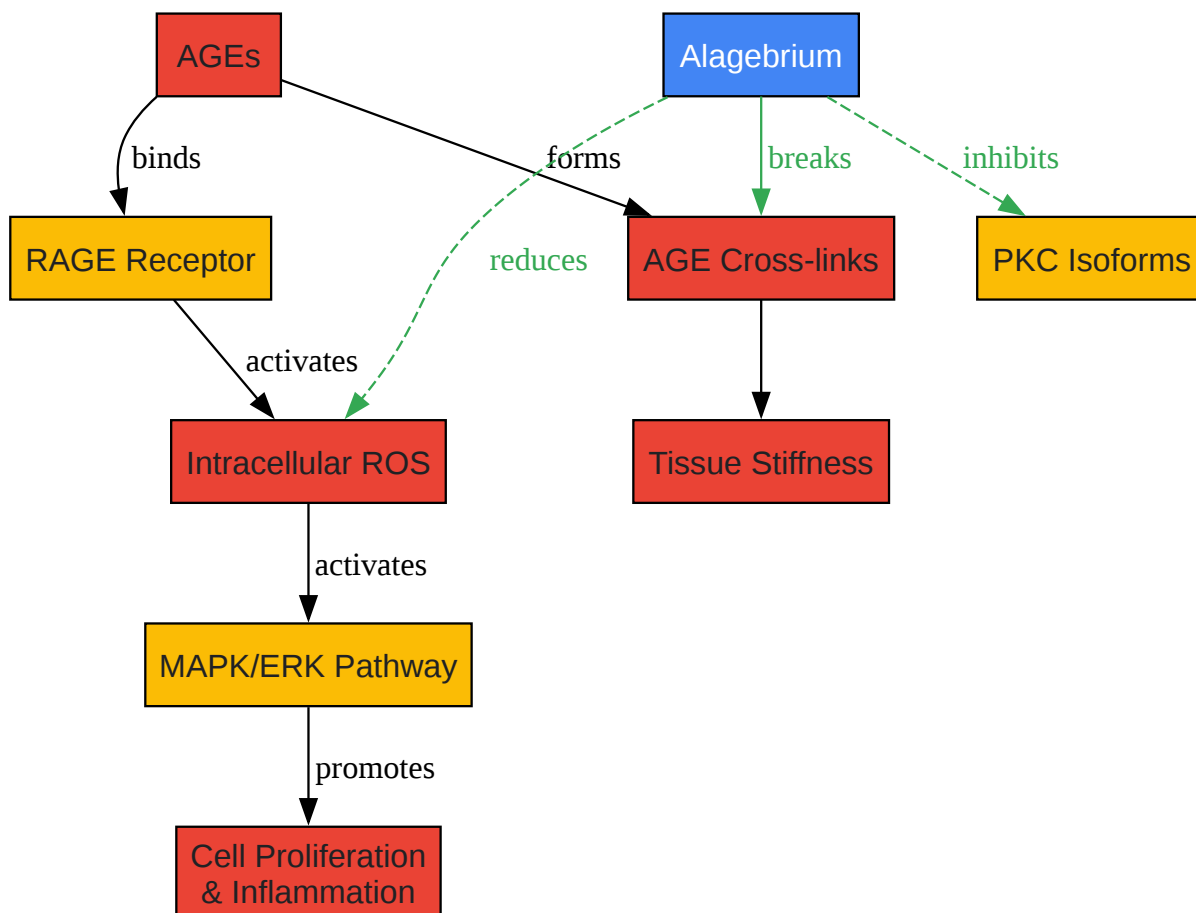 AGEs
Alagebrium
binds
forms
breaks
inhibits
RAGE Receptor
reduces
AGE Cross-links
PKC Isoforms
activates
Intracellular ROS
Tissue Stiffness
activates
MAPK/ERK Pathway
promotes
Cell Proliferation
& Inflammation